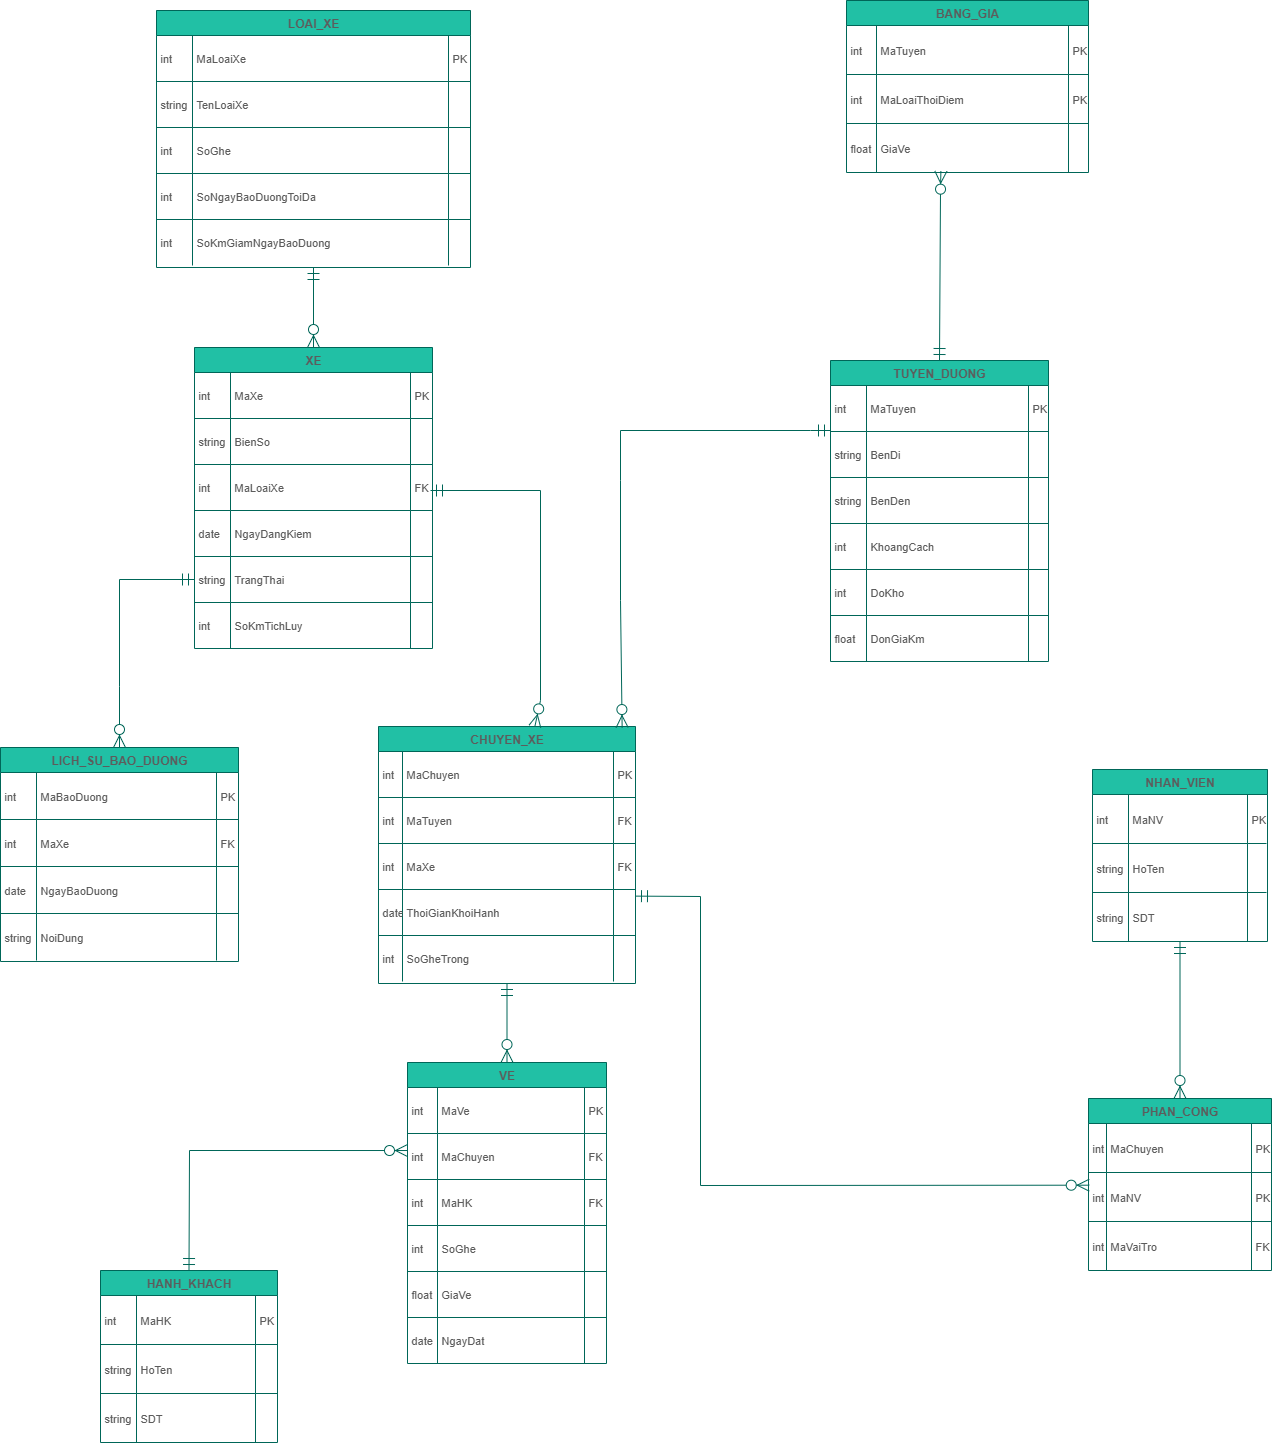 LOAI_XE
int MaLoaiXe PK
string TenLoaiXe
int SoGhe
int SoNgayBaoDuongToiDa
int SoKmGiamNgayBaoDuong
BANG_GIA
int MaTuyen PK
int MaLoaiThoiDiem PK
float GiaVe
XE
int MaXe PK
string BienSo
int MaLoaiXe FK
date NgayDangKiem
string TrangThai
int SoKmTichLuy
TUYEN_DUONG
int MaTuyen PK
string BenDi
string BenDen
int KhoangCach
int DoKho
float DonGiaKm
LICH_SU_BAO_DUONG
int MaBaoDuong PK
int MaXe FK
date NgayBaoDuong
string NoiDung
CHUYEN_XE
int MaChuyen PK
int MaTuyen FK
int MaXe FK
date ThoiGianKhoiHanh
int SoGheTrong
NHAN_VIEN
int MaNV PK
string HoTen
string SDT
VE
int MaVe PK
int MaChuyen FK
int MaHK FK
int SoGhe
float GiaVe
date NgayDat
PHAN_CONG
int MaChuyen PK
int MaNV PK
int MaVaiTro FK
HANH_KHACH
int MaHK PK
string HoTen
string SDT